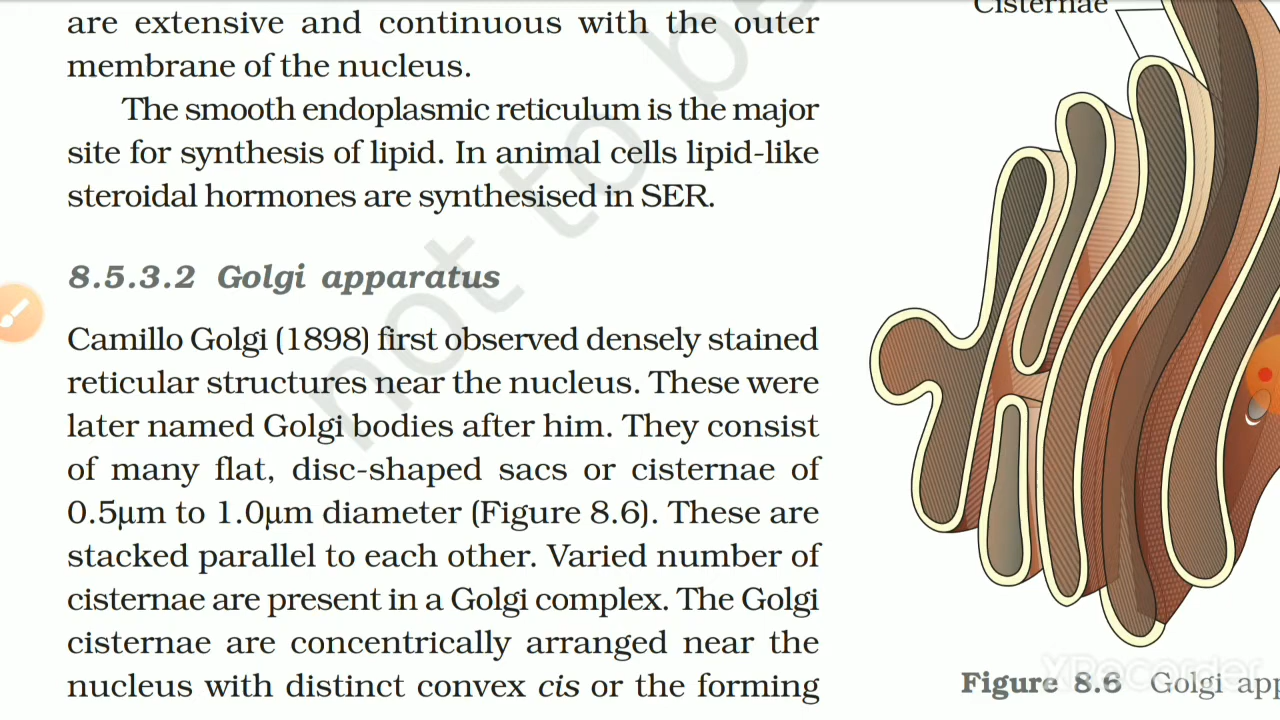 are extensive and continuous with the outer
membrane of the nucleus.
The smooth endoplasmic reticulum is the major
site for synthesis of lipid. In animal cells lipid-like
steroidal hormones are synthesised in SER.
8.5.3.2 Golgi apparatus
Camillo Golgi (1898) first observed densely stained
reticular structures near the nucleus. These were
later named Golgi bodies after him. They consist
of many flat, disc-shaped sacs or cisternae of
0.5µm to 1.0µm diameter (Figure 8.6). These are
stacked parallel to each other. Varied number of
cisternae are present in a Golgi complex. The Golgi
cisternae are concentrically arranged near the
nucleus with distinct convex cis or the forming
Cisternae
Figure 8.6 Golgi app
not to be
XRecorder